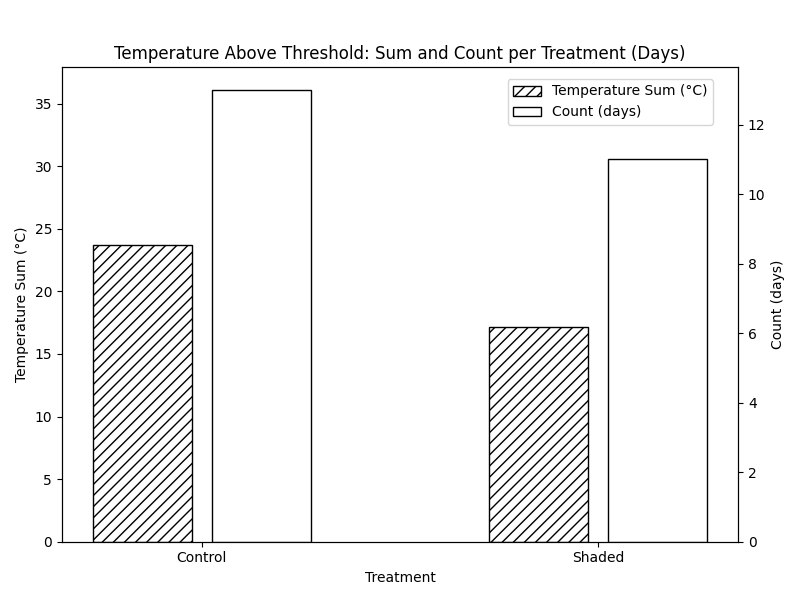 Temperature Above Threshold: Sum and Count per Treatment (Days)
Temperature Sum (°C)
Count (days)
35
30
25
20
15
10
5
0
Temperature Sum (°C)
12
10
8
6
4
2
0
Count (days)
Control
Shaded
Treatment